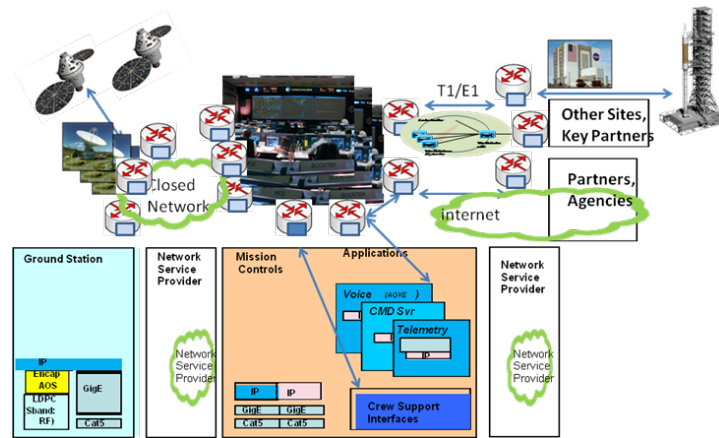 T1/E1
Other Sites,
Key Partners
Closed
Network
Partners,
Agencies
internet
Ground Station
Network
Service
Provider
Mission
Controls
Applications
Network
Service
Provider
Voice
CMD Svr
Telemetry
IP
IP
Encap
AOS
GigE
LDPC
Sband:
RF)
Cat5
Network
Service
Provider
IP IP
GigE GigE
Cat5 Cat5
Crew Support
Interfaces
Network
Service
Provider